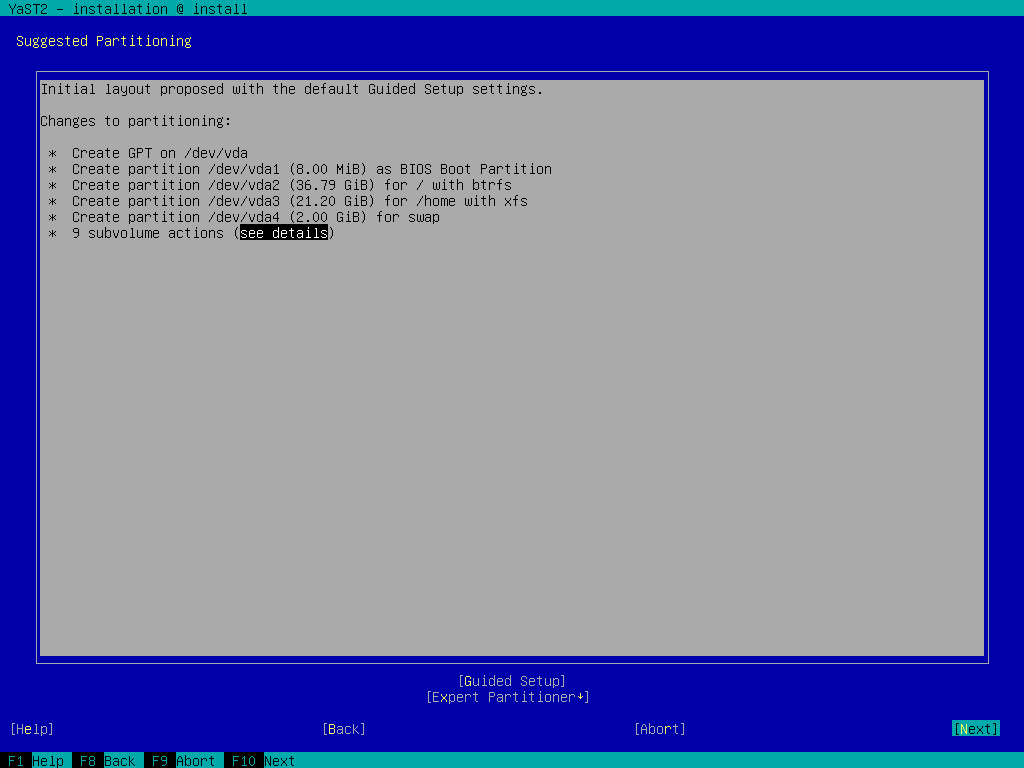 YaST2 - installation @ install
Suggested Partitioning
Initial layout proposed with the default Guided Setup settings.
Changes to partitioning:
* Create GPT on /dev/vda
* Create partition /dev/vda1 (8.00 MiB) as BIOS Boot Partition
* Create partition /dev/vda2 (36.79 GiB) for / with btrfs
* Create partition /dev/vda3 (21.20 GiB) for /home with xfs
* Create partition /dev/vda4 (2.00 GiB) for swap
* 9 subvolume actions (see details)
[Guided Setup]
[Expert Partitioner↓]
[Help] [Back] [Abort] [Next]
F1 Help F8 Back F9 Abort F10 Next